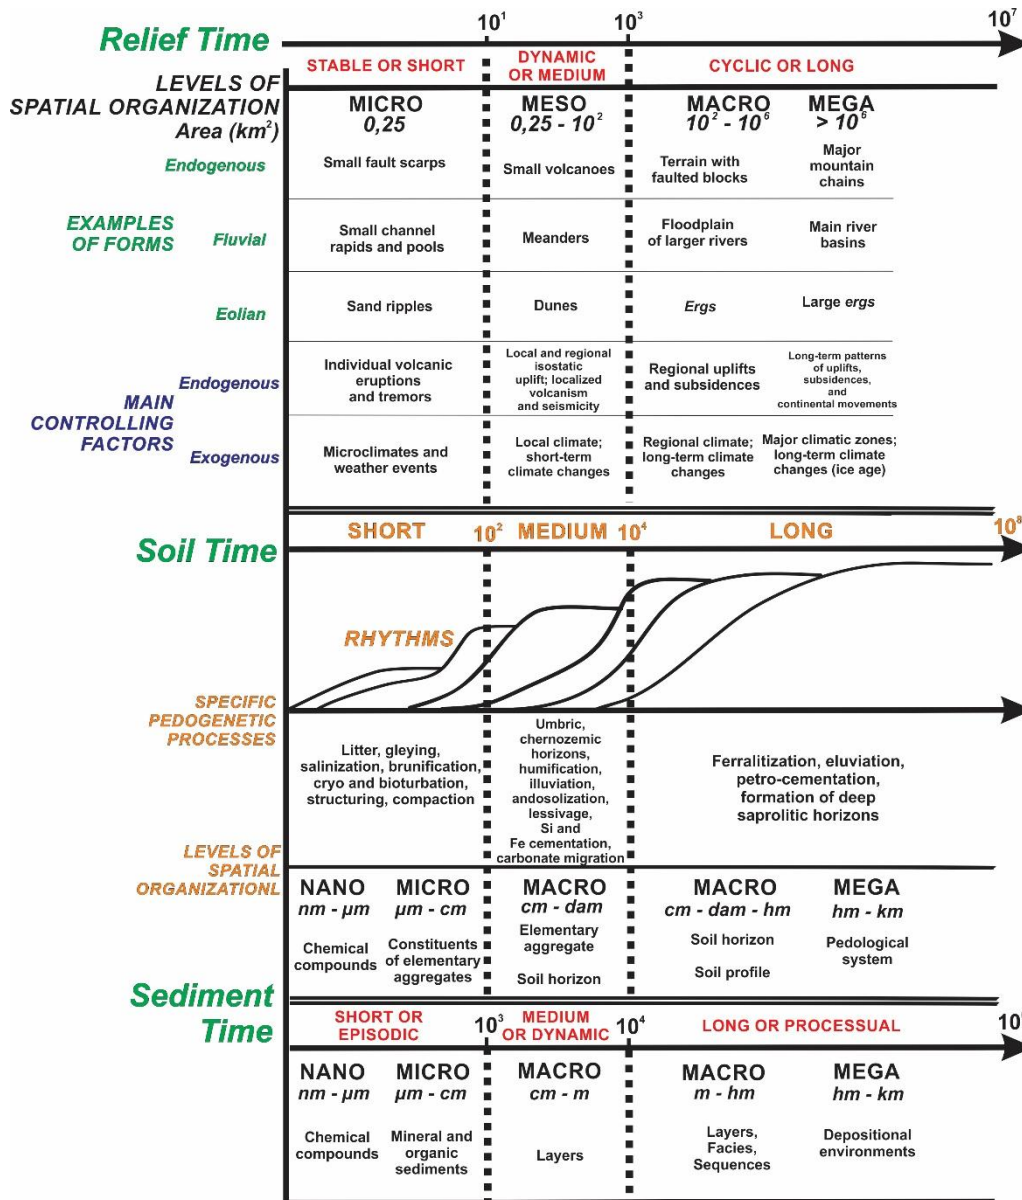 10¹ 10³ 10⁷
Relief Time
STABLE OR SHORT
DYNAMIC
OR MEDIUM
CYCLIC OR LONG
LEVELS OF
SPATIAL ORGANIZATION
Area (km²)
MICRO
0,25
MESO
0,25 - 10²
MACRO
10² - 10⁶
MEGA
> 10⁶
EXAMPLES
OF FORMS
Endogenous
Small fault scarps
Small volcanoes
Terrain with
faulted blocks
Major
mountain
chains
Fluvial
Small channel
rapids and pools
Meanders
Floodplain
of larger rivers
Main river
basins
Eolian
Sand ripples
Dunes
Ergs
Large ergs
MAIN
CONTROLLING
FACTORS
Endogenous
Individual volcanic
eruptions
and tremors
Local and regional
isostatic
uplift; localized
volcanism
and seismicity
Regional uplifts
and subsidences
Long-term patterns
of uplifts,
subsidences,
and
continental movements
Exogenous
Microclimates and
weather events
Local climate;
short-term
climate changes
Regional climate;
long-term climate
changes
Major climatic zones;
long-term climate
changes (ice age)
Soil Time
SHORT 10² MEDIUM 10⁴ LONG 10⁸
RHYTHMS
SPECIFIC
PEDOGENETIC
PROCESSES
Litter, gleying,
salinization, brunification,
cryo and bioturbation,
structuring, compaction
Umbric,
chernozemic
horizons,
humification,
illuviation,
andosolization,
lessivage,
Si and
Fe cementation,
carbonate migration
Ferralitization, eluviation,
petro-cementation,
formation of deep
saprolitic horizons
LEVELS OF
SPATIAL
ORGANIZATIONL
NANO
nm - µm
Chemical
compounds
MICRO
µm - cm
Constituents
of elementary
aggregates
MACRO
cm - dam
Elementary
aggregate
Soil horizon
MACRO
cm - dam - hm
Soil horizon
Soil profile
MEGA
hm - km
Pedological
system
Sediment
Time
SHORT OR
EPISODIC
10³
MEDIUM
OR DYNAMIC
10⁴
LONG OR PROCESSUAL
NANO
nm - µm
Chemical
compounds
MICRO
µm - cm
Mineral and
organic
sediments
MACRO
cm - m
Layers
MACRO
m - hm
Layers,
Facies,
Sequences
MEGA
hm - km
Depositional
environments